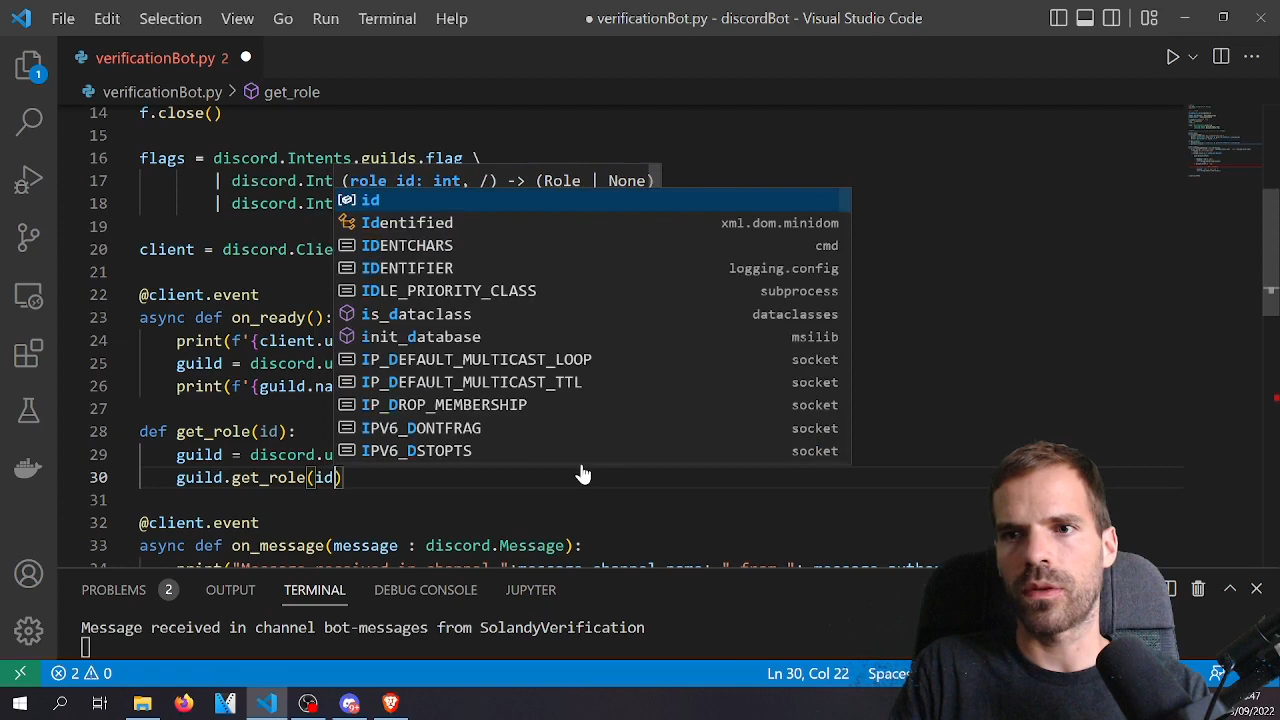 File Edit Selection View Go Run Terminal Help
● verificationBot.py - discordBot - Visual Studio Code
verificationBot.py 2
verificationBot.py > get_role
1
14 f.close()
15
16 flags = discord.Intents.guilds.flag \
17 | discord.Int
18 | discord.Int
19
20 client = discord.Clie
21
22 @client.event
23 async def on_ready():
24 print(f'{client.u
25 guild = discord.u
26 print(f'{guild.na
27
28 def get_role(id):
29 guild = discord.u
30 guild.get_role(id)
31
32 @client.event
33 async def on_message(message : discord.Message):
(role_id: int, /) -> (Role | None)
id
Identified xml.dom.minidom
IDENTCHARS cmd
IDENTIFIER logging.config
IDLE_PRIORITY_CLASS subprocess
is_dataclass dataclasses
init_database msilib
IP_DEFAULT_MULTICAST_LOOP socket
IP_DEFAULT_MULTICAST_TTL socket
IP_DROP_MEMBERSHIP socket
IPV6_DONTFRAG socket
IPV6_DSTOPTS socket
PROBLEMS 2 OUTPUT TERMINAL DEBUG CONSOLE JUPYTER
Message received in channel bot-messages from SolandyVerification
2 0 Ln 30, Col 22 Spaces
:47
/09/2022